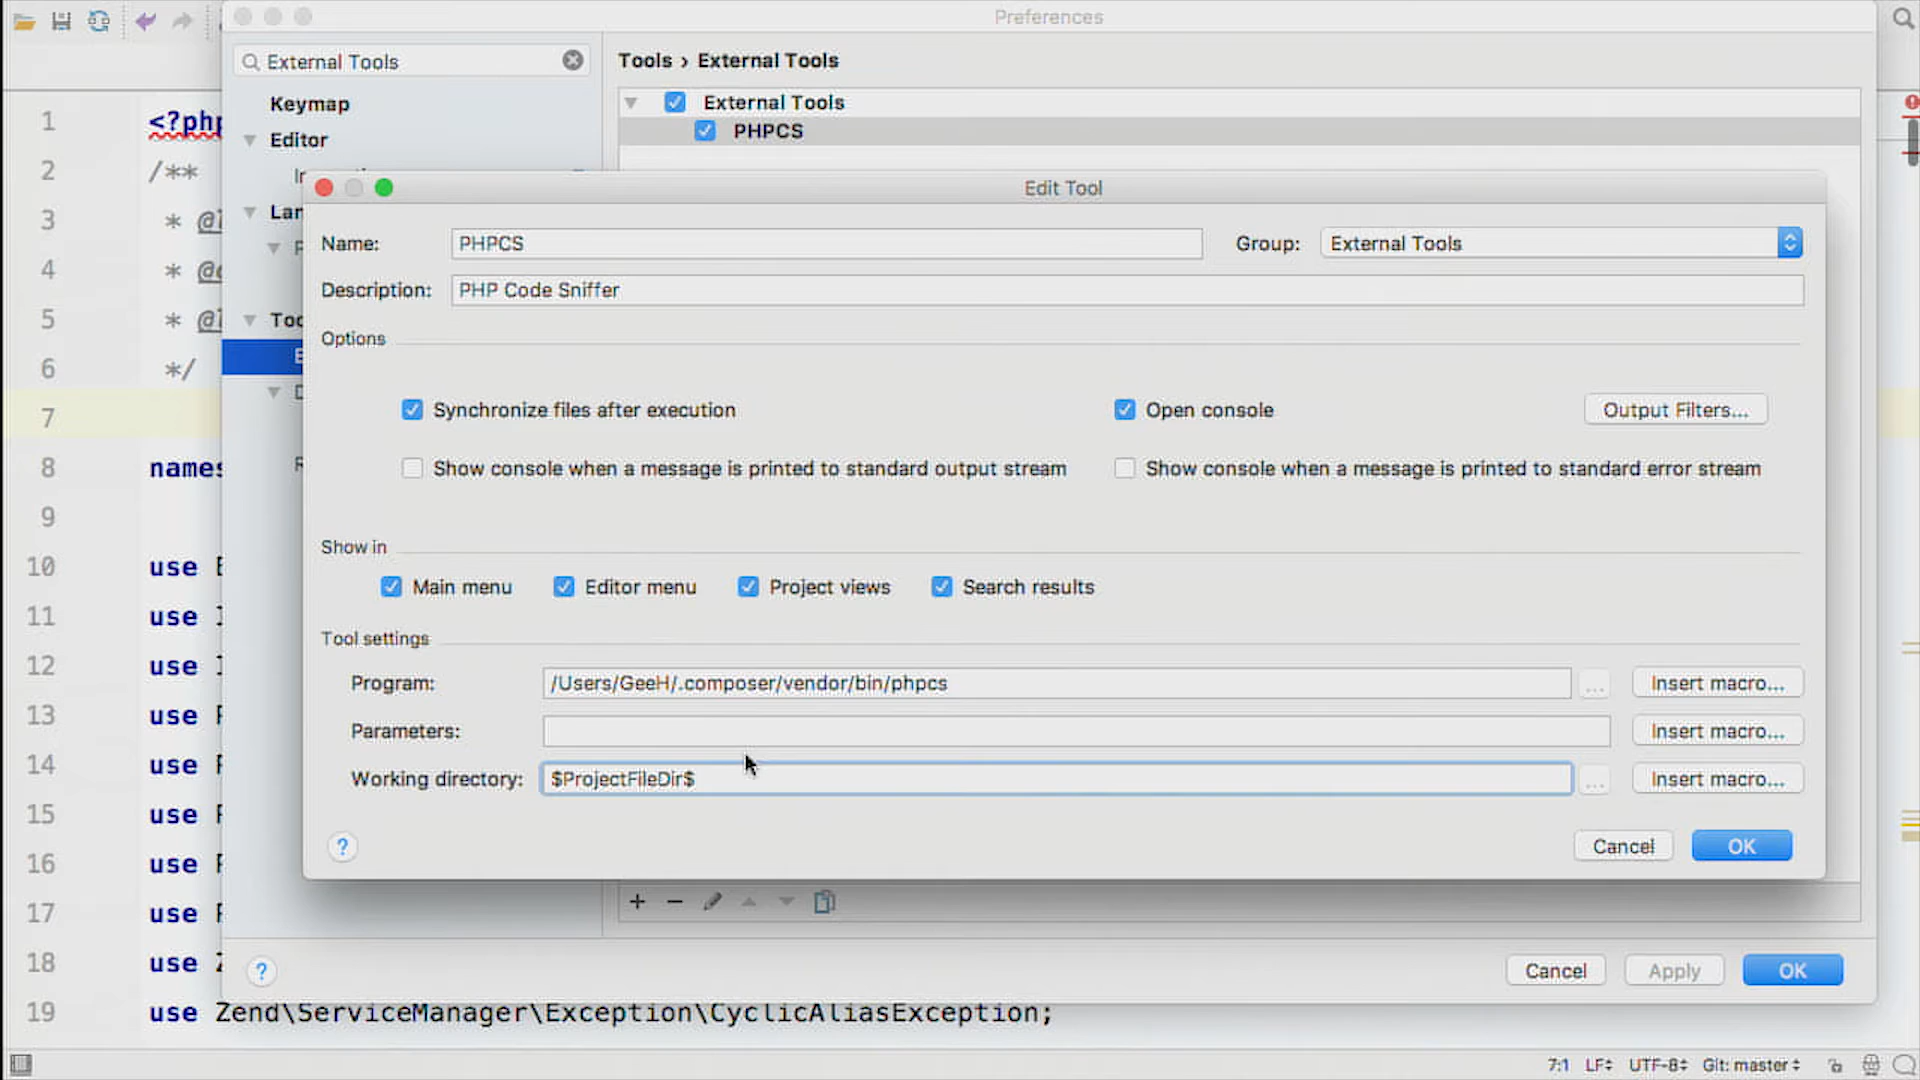 Preferences
External Tools
Tools › External Tools
Keymap
External Tools
PHPCS
Editor
Edit Tool
Name: PHPCS Group: External Tools
Description: PHP Code Sniffer
Options
Synchronize files after execution Open console Output Filters...
Show console when a message is printed to standard output stream Show console when a message is printed to standard error stream
Show in
Main menu Editor menu Project views Search results
Tool settings
Program: /Users/GeeH/.composer/vendor/bin/phpcs ... Insert macro...
Parameters: Insert macro...
Working directory: $ProjectFileDir$ ... Insert macro...
? Cancel OK
? Cancel Apply OK
1 <?php
2 /**
3 *
4 *
5 *
6 */
7
8
9
10 use
11 use
12 use
13 use
14 use
15 use
16 use
17 use
18 use
19 use Zend\ServiceManager\Exception\CyclicAliasException;
7:1 LF UTF-8 Git: master